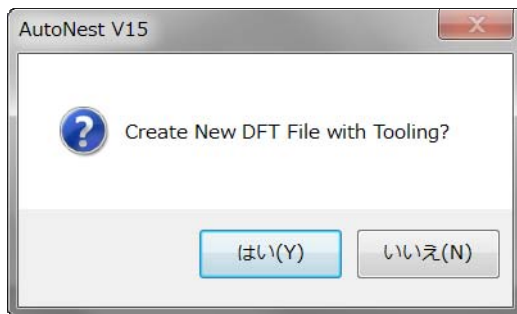 AutoNest V15
Create New DFT File with Tooling?
はい(Y)
いいえ(N)